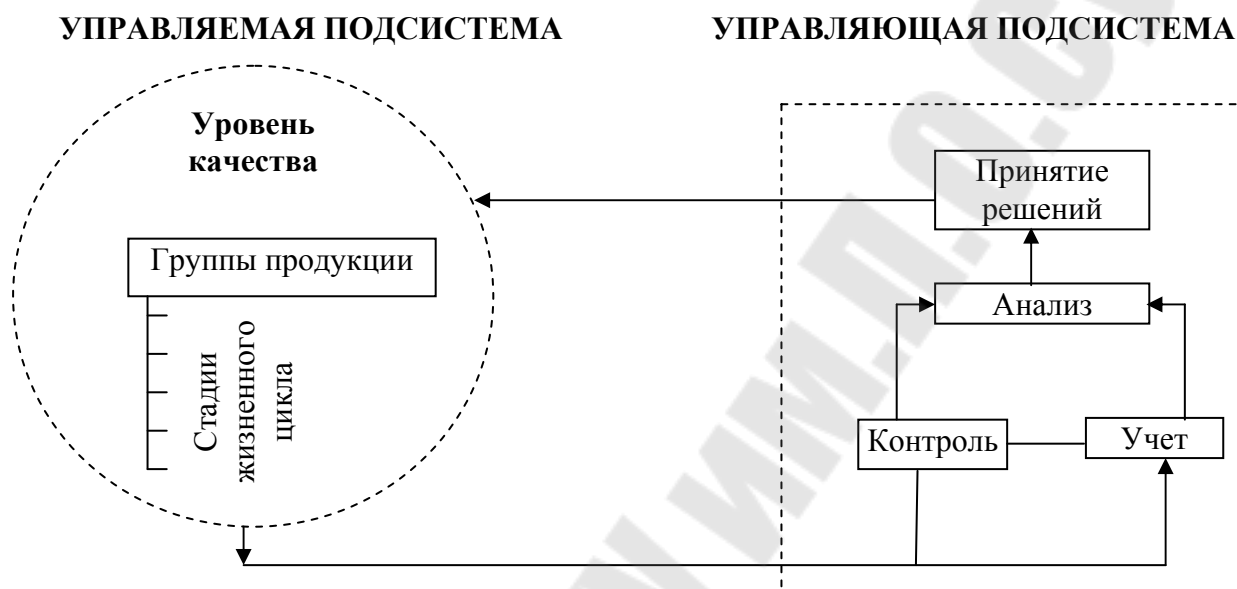 УПРАВЛЯЕМАЯ ПОДСИСТЕМА
УПРАВЛЯЮЩАЯ ПОДСИСТЕМА
Уровень
качества
Группы продукции
Стадии
жизненного
цикла
Принятие
решений
Анализ
Контроль
Учет